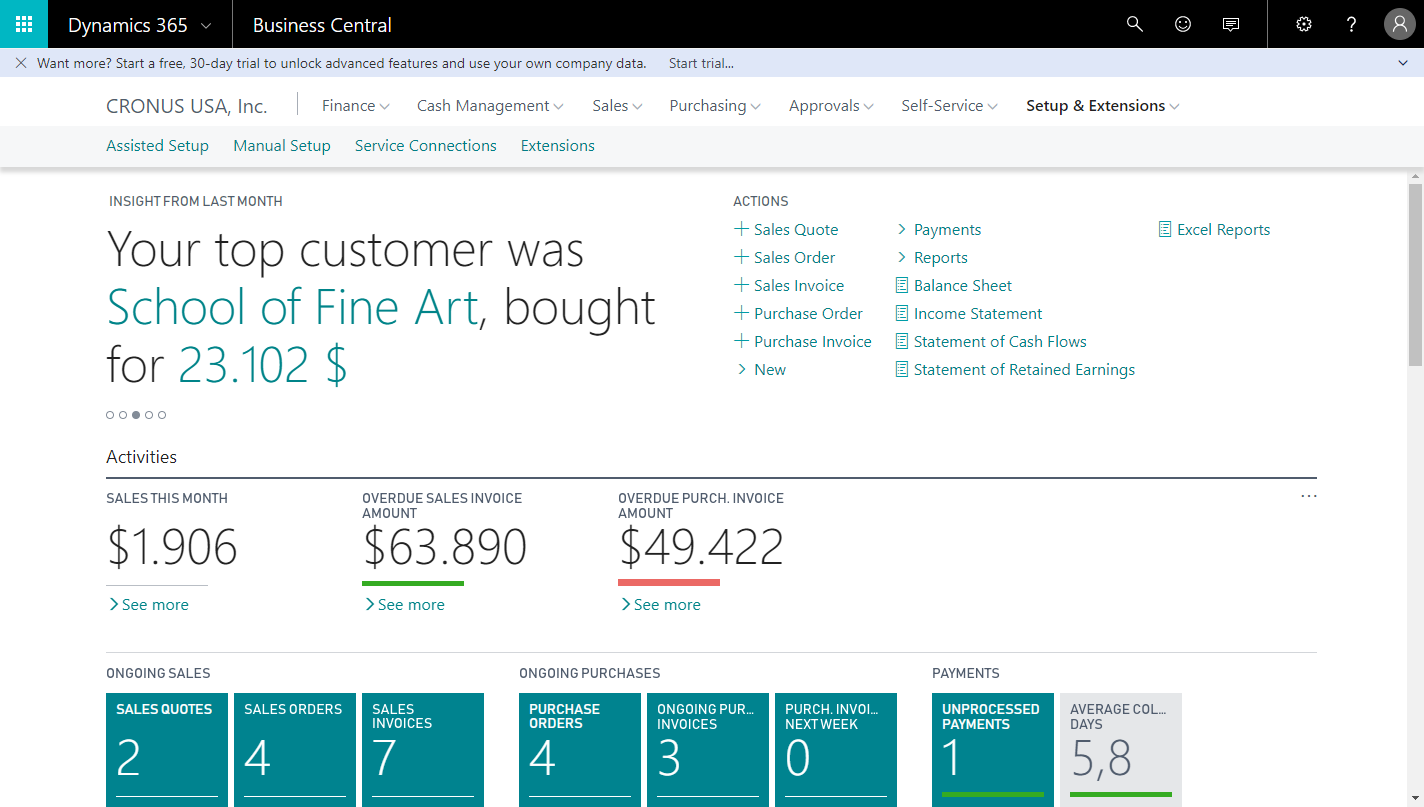 Dynamics 365
Business Central
?
Want more? Start a free, 30-day trial to unlock advanced features and use your own company data.
Start trial...
CRONUS USA, Inc.
Finance
Cash Management
Sales
Purchasing
Approvals
Self-Service
Setup & Extensions
Assisted Setup
Manual Setup
Service Connections
Extensions
INSIGHT FROM LAST MONTH
Your top customer was
School of Fine Art, bought
for 23.102 $
ACTIONS
Sales Quote
Sales Order
Sales Invoice
Purchase Order
Purchase Invoice
New
Payments
Reports
Balance Sheet
Income Statement
Statement of Cash Flows
Statement of Retained Earnings
Excel Reports
Activities
SALES THIS MONTH
$1.906
See more
OVERDUE SALES INVOICE
AMOUNT
$63.890
See more
OVERDUE PURCH. INVOICE
AMOUNT
$49.422
See more
ONGOING SALES
SALES QUOTES
2
SALES ORDERS
4
SALES
INVOICES
7
ONGOING PURCHASES
PURCHASE
ORDERS
4
ONGOING PUR...
INVOICES
3
PURCH. INVOI...
NEXT WEEK
0
PAYMENTS
UNPROCESSED
PAYMENTS
1
AVERAGE COL...
DAYS
5,8